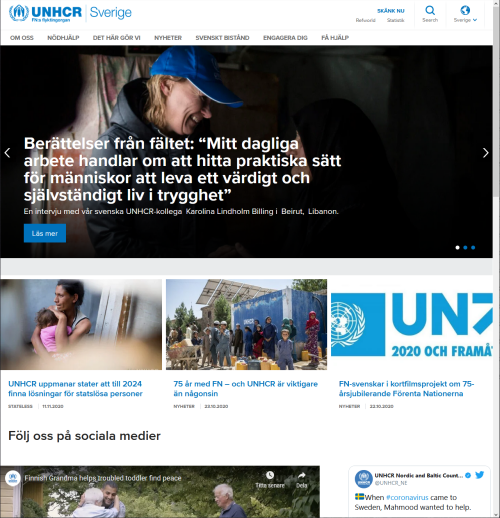 UNHCR Sverige
FN:s flyktingorgan
SKÄNK NU
Refworld
Statistik
Search
Sverige
OM OSS NÖDHJÄLP DET HÄR GÖR VI NYHETER SVENSKT BISTÅND ENGAGERA DIG FÅ HJÄLP
Berättelser från fältet: “Mitt dagliga
arbete handlar om att hitta praktiska sätt
för människor att leva ett värdigt och
självständigt liv i trygghet”
En intervju med vår svenska UNHCR-kollega Karolina Lindholm Billing i Beirut, Libanon.
Läs mer
UN7
2020 OCH FRAMÅT
UNHCR uppmanar stater att till 2024
finna lösningar för statslösa personer
STATELESS 11.11.2020
75 år med FN – och UNHCR är viktigare
än någonsin
NYHETER 23.10.2020
FN-svenskar i kortfilmsprojekt om 75-
årsjubilerande Förenta Nationerna
NYHETER 23.10.2020
Följ oss på sociala medier
Finnish Grandma helps troubled toddler find peace
Titta senare
Dela
UNHCR Nordic and Baltic Count...
@UNHCR_NE
When #coronavirus came to
Sweden, Mahmood wanted to help.